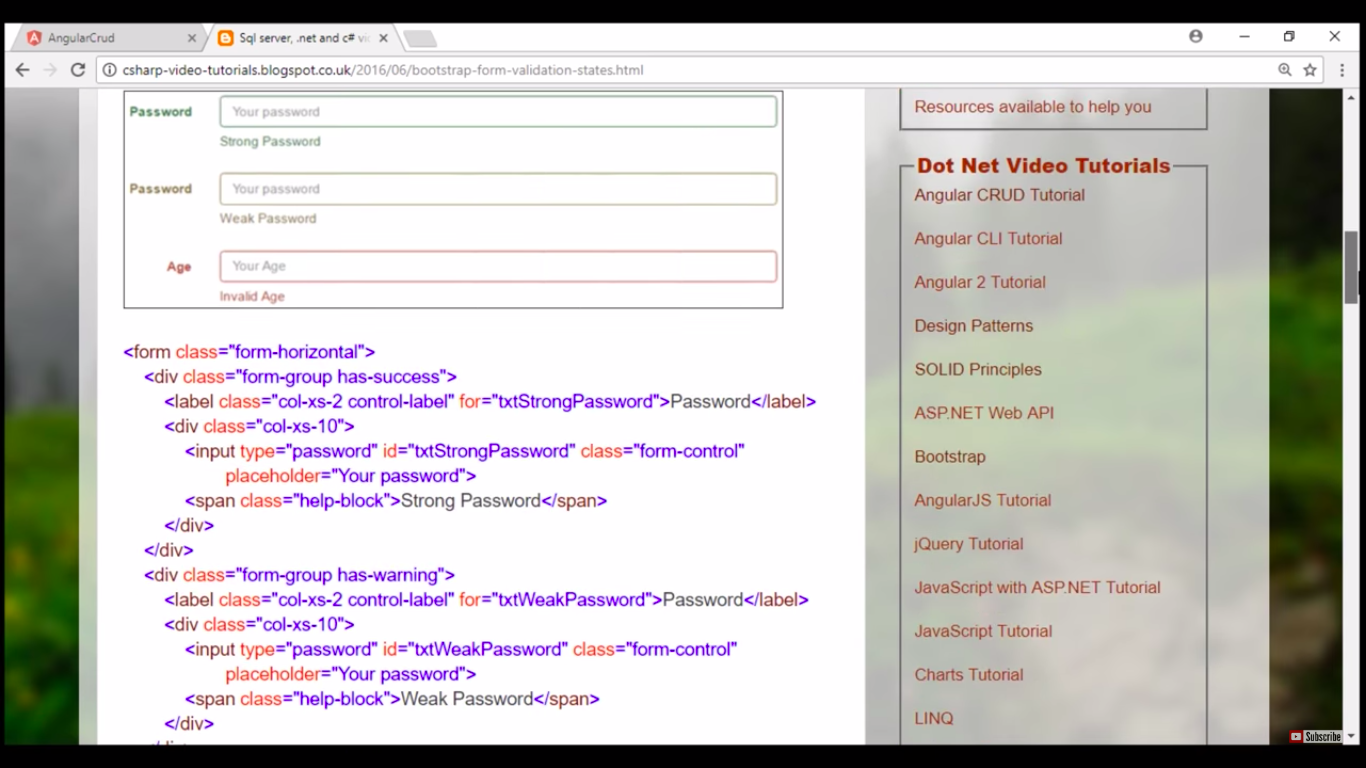 AngularCrud
Sql server, .net and c# vi
csharp-video-tutorials.blogspot.co.uk/2016/06/bootstrap-form-validation-states.html
Password
Your password
Strong Password
Password
Your password
Weak Password
Age
Your Age
Invalid Age
<form class="form-horizontal">
<div class="form-group has-success">
<label class="col-xs-2 control-label" for="txtStrongPassword">Password</label>
<div class="col-xs-10">
<input type="password" id="txtStrongPassword" class="form-control"
placeholder="Your password">
<span class="help-block">Strong Password</span>
</div>
</div>
<div class="form-group has-warning">
<label class="col-xs-2 control-label" for="txtWeakPassword">Password</label>
<div class="col-xs-10">
<input type="password" id="txtWeakPassword" class="form-control"
placeholder="Your password">
<span class="help-block">Weak Password</span>
</div>
Resources available to help you
Dot Net Video Tutorials
Angular CRUD Tutorial
Angular CLI Tutorial
Angular 2 Tutorial
Design Patterns
SOLID Principles
ASP.NET Web API
Bootstrap
AngularJS Tutorial
jQuery Tutorial
JavaScript with ASP.NET Tutorial
JavaScript Tutorial
Charts Tutorial
LINQ
Subscribe